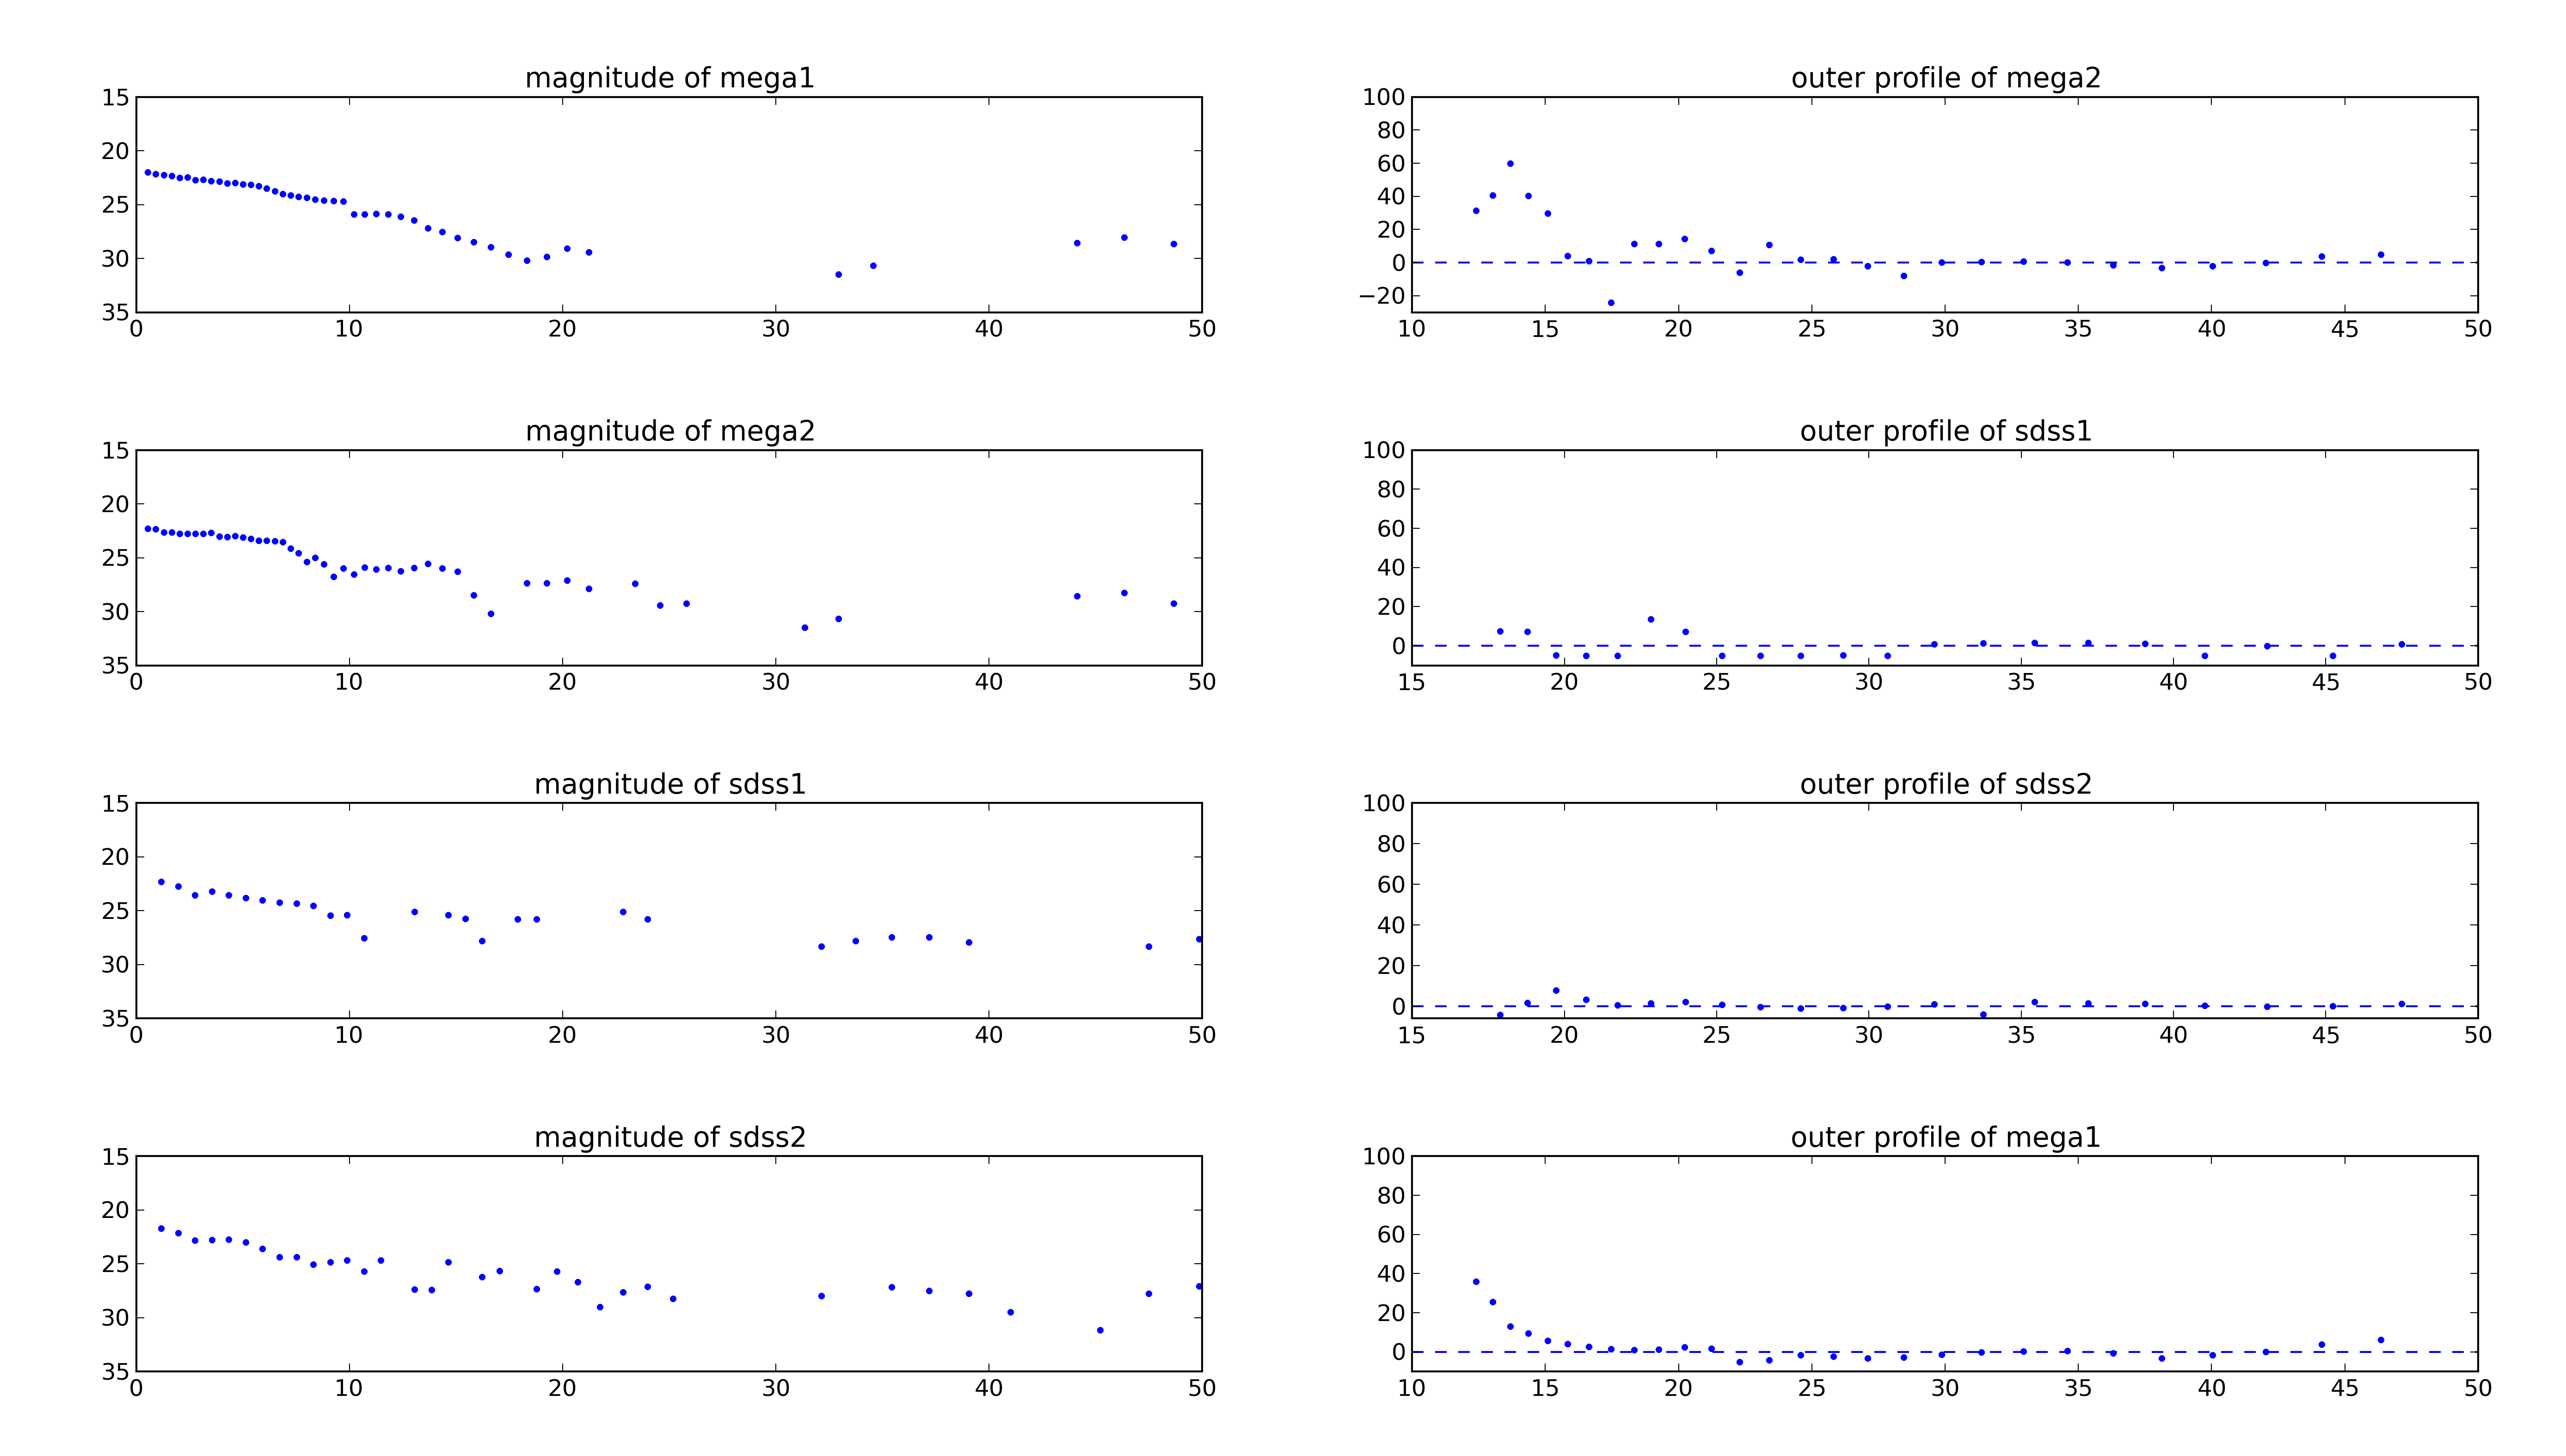 magnitude of mega1
15
20
25
30
35
0 10 20 30 40 50
outer profile of mega2
100
80
60
40
20
0
−20
10 15 20 25 30 35 40 45 50
magnitude of mega2
15
20
25
30
35
0 10 20 30 40 50
outer profile of sdss1
100
80
60
40
20
0
15 20 25 30 35 40 45 50
magnitude of sdss1
15
20
25
30
35
0 10 20 30 40 50
outer profile of sdss2
100
80
60
40
20
0
15 20 25 30 35 40 45 50
magnitude of sdss2
15
20
25
30
35
0 10 20 30 40 50
outer profile of mega1
100
80
60
40
20
0
10 15 20 25 30 35 40 45 50